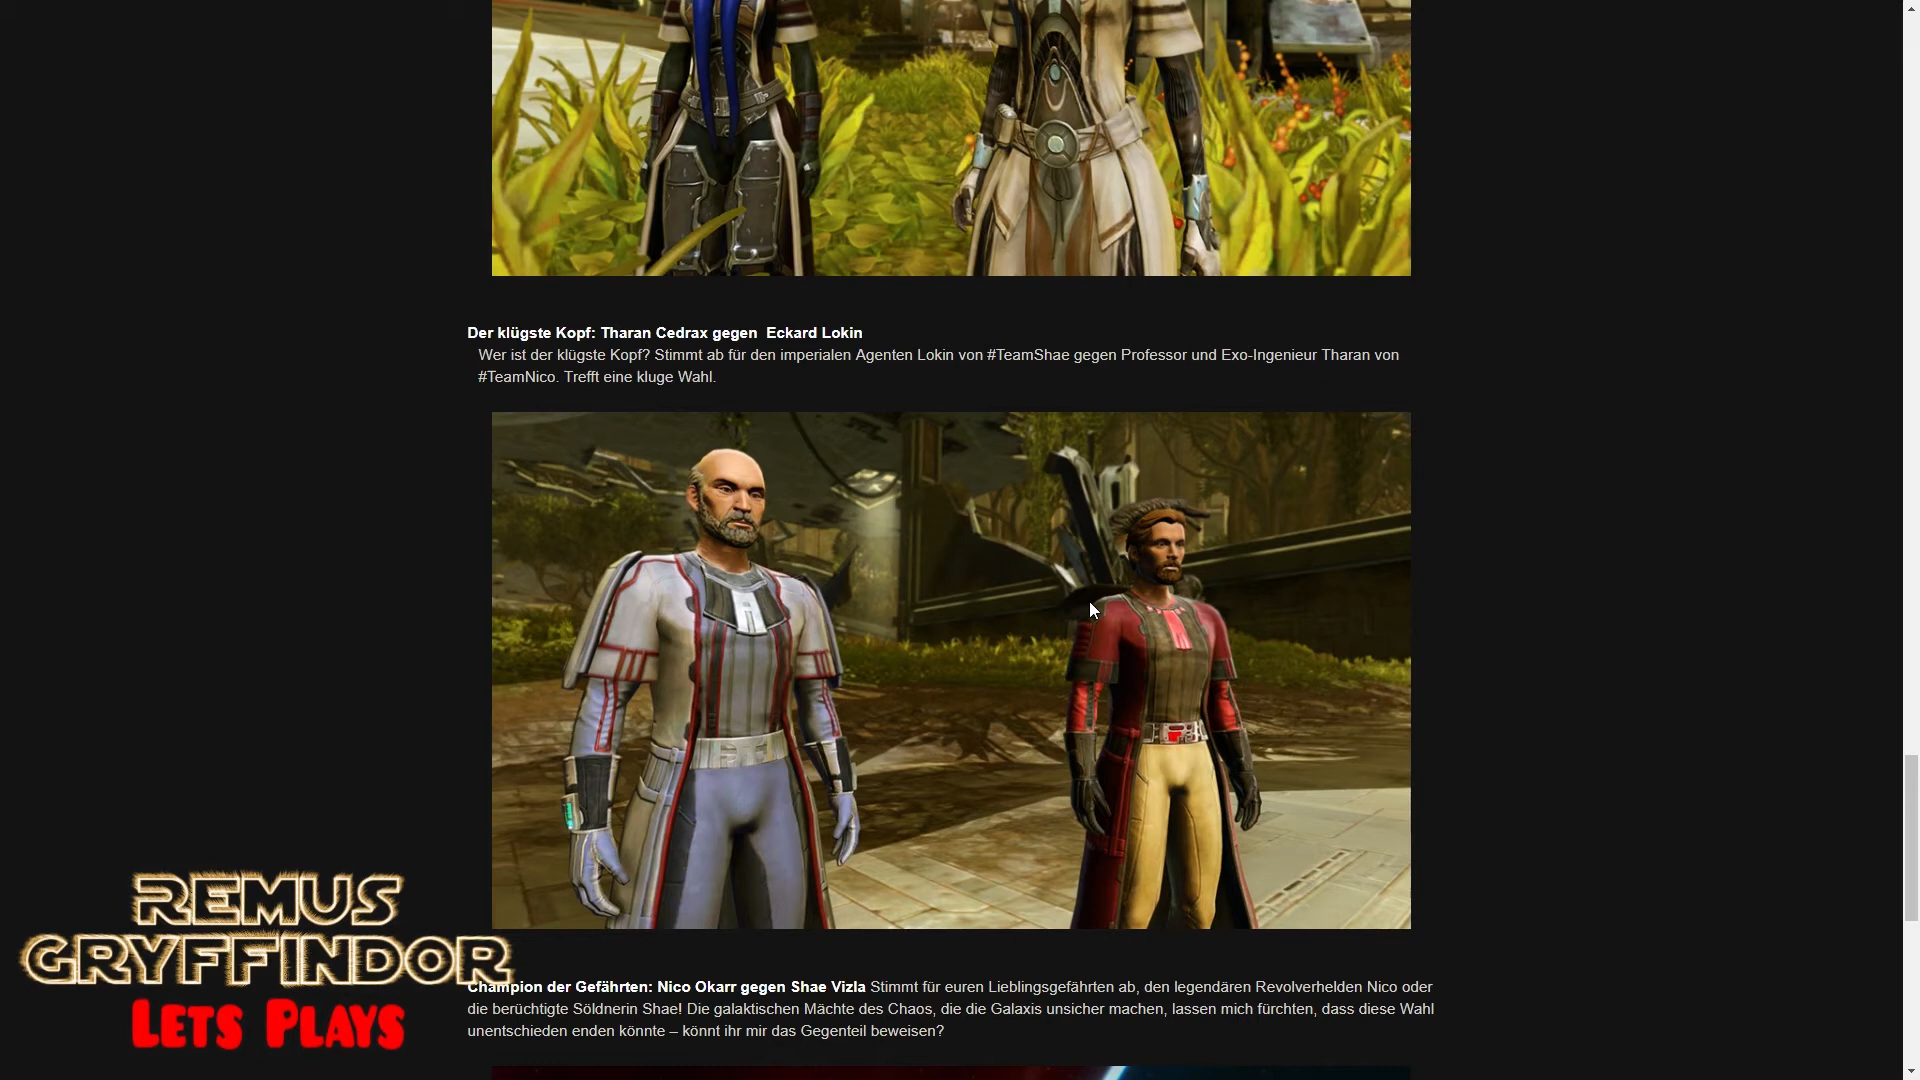 Der klügste Kopf: Tharan Cedrax gegen  Eckard Lokin
Wer ist der klügste Kopf? Stimmt ab für den imperialen Agenten Lokin von #TeamShae gegen Professor und Exo-Ingenieur Tharan von
#TeamNico. Trefft eine kluge Wahl.
REMUS
GRYFFINDOR
LETS PLAYS
Champion der Gefährten: Nico Okarr gegen Shae Vizla Stimmt für euren Lieblingsgefährten ab, den legendären Revolverhelden Nico oder
die berüchtigte Söldnerin Shae! Die galaktischen Mächte des Chaos, die die Galaxis unsicher machen, lassen mich fürchten, dass diese Wahl
unentschieden enden könnte – könnt ihr mir das Gegenteil beweisen?